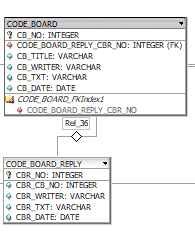 CODE_BOARD
CB_NO: INTEGER
CODE_BOARD_REPLY_CBR_NO: INTEGER (FK)
CB_TITLE: VARCHAR
CB_WRITER: VARCHAR
CB_TXT: VARCHAR
CB_DATE: DATE
CODE_BOARD_FKIndex1
CODE_BOARD_REPLY_CBR_NO
Rel_36
CODE_BOARD_REPLY
CBR_NO: INTEGER
CBR_CB_NO: INTEGER
CBR_WRITER: VARCHAR
CBR_TXT: VARCHAR
CBR_DATE: DATE